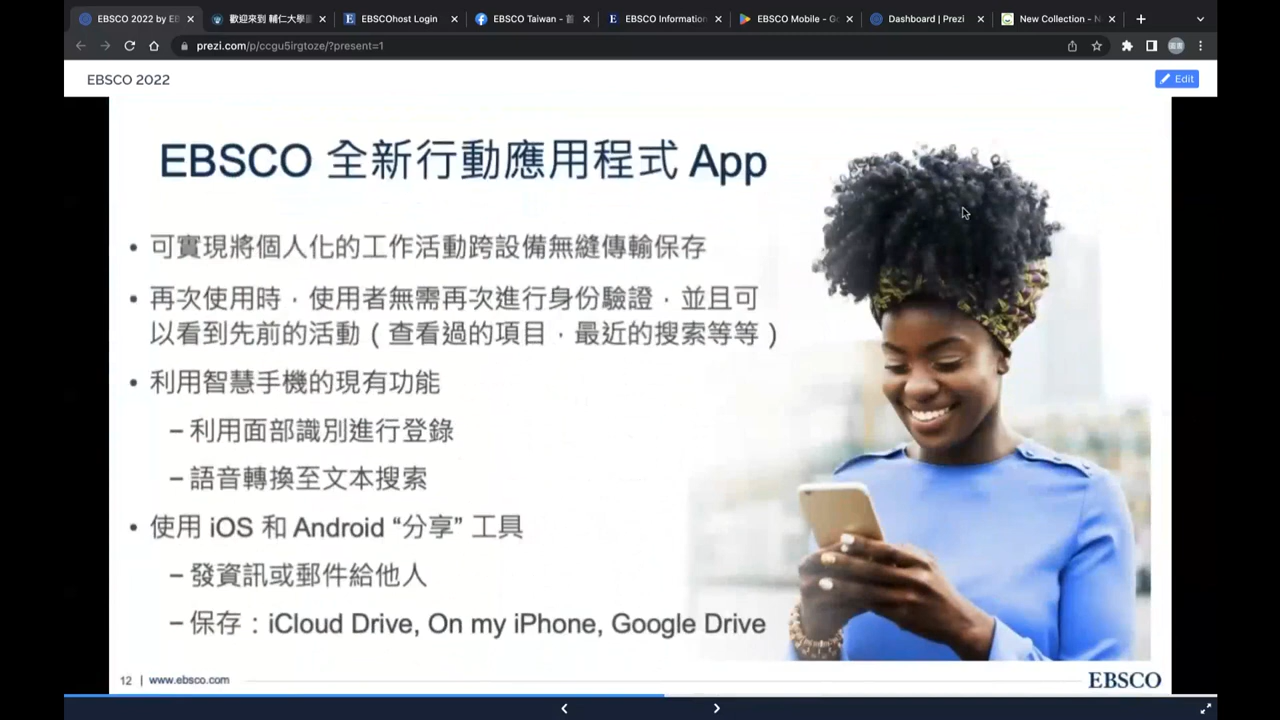 EBSCO 2022 by EB
歡迎來到 輔仁大學圖
EBSCOhost Login
EBSCO Taiwan -
EBSCO Information
EBSCO Mobile - Go
Dashboard | Prezi
New Collection - N
prezi.com/p/ccgu5irgtoze/?present=1
EBSCO 2022
Edit
EBSCO 全新行動應用程式 App
• 可實現將個人化的工作活動跨設備無縫傳輸保存
• 再次使用時，使用者無需再次進行身份驗證，並且可
以看到先前的活動（查看過的項目，最近的搜索等等）
• 利用智慧手機的現有功能
– 利用面部識別進行登錄
– 語音轉換至文本搜索
• 使用 iOS 和 Android “分享” 工具
– 發資訊或郵件給他人
– 保存：iCloud Drive, On my iPhone, Google Drive
12 | www.ebsco.com
EBSCO